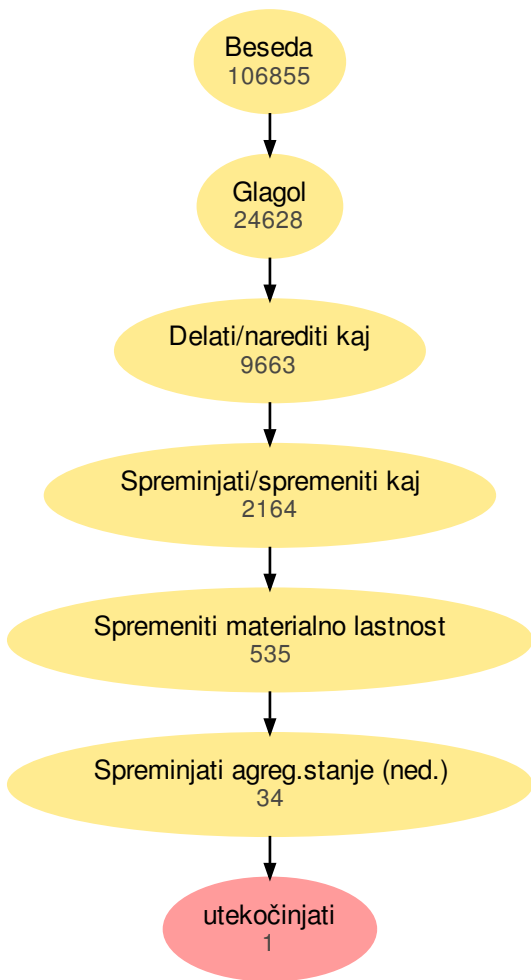 Beseda
106855
Glagol
24628
Delati/narediti kaj
9663
Spreminjati/spremeniti kaj
2164
Spremeniti materialno lastnost
535
Spreminjati agreg.stanje (ned.)
34
utekočinjati
1